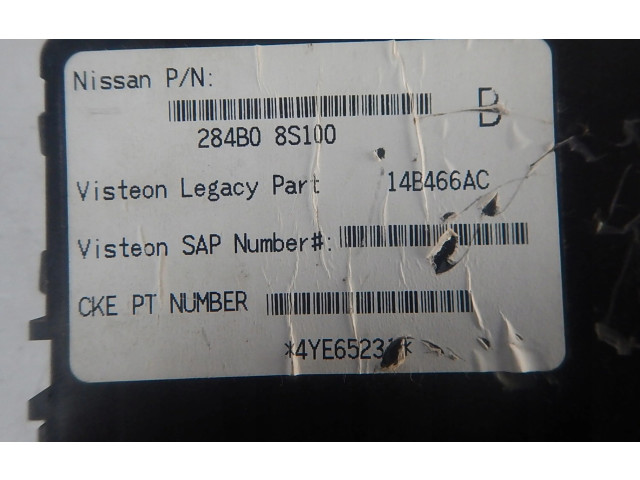 Nissan P/N:
B
284B0 8S100
Visteon Legacy Part 14B466AC
Visteon SAP Number#:
CKE PT NUMBER